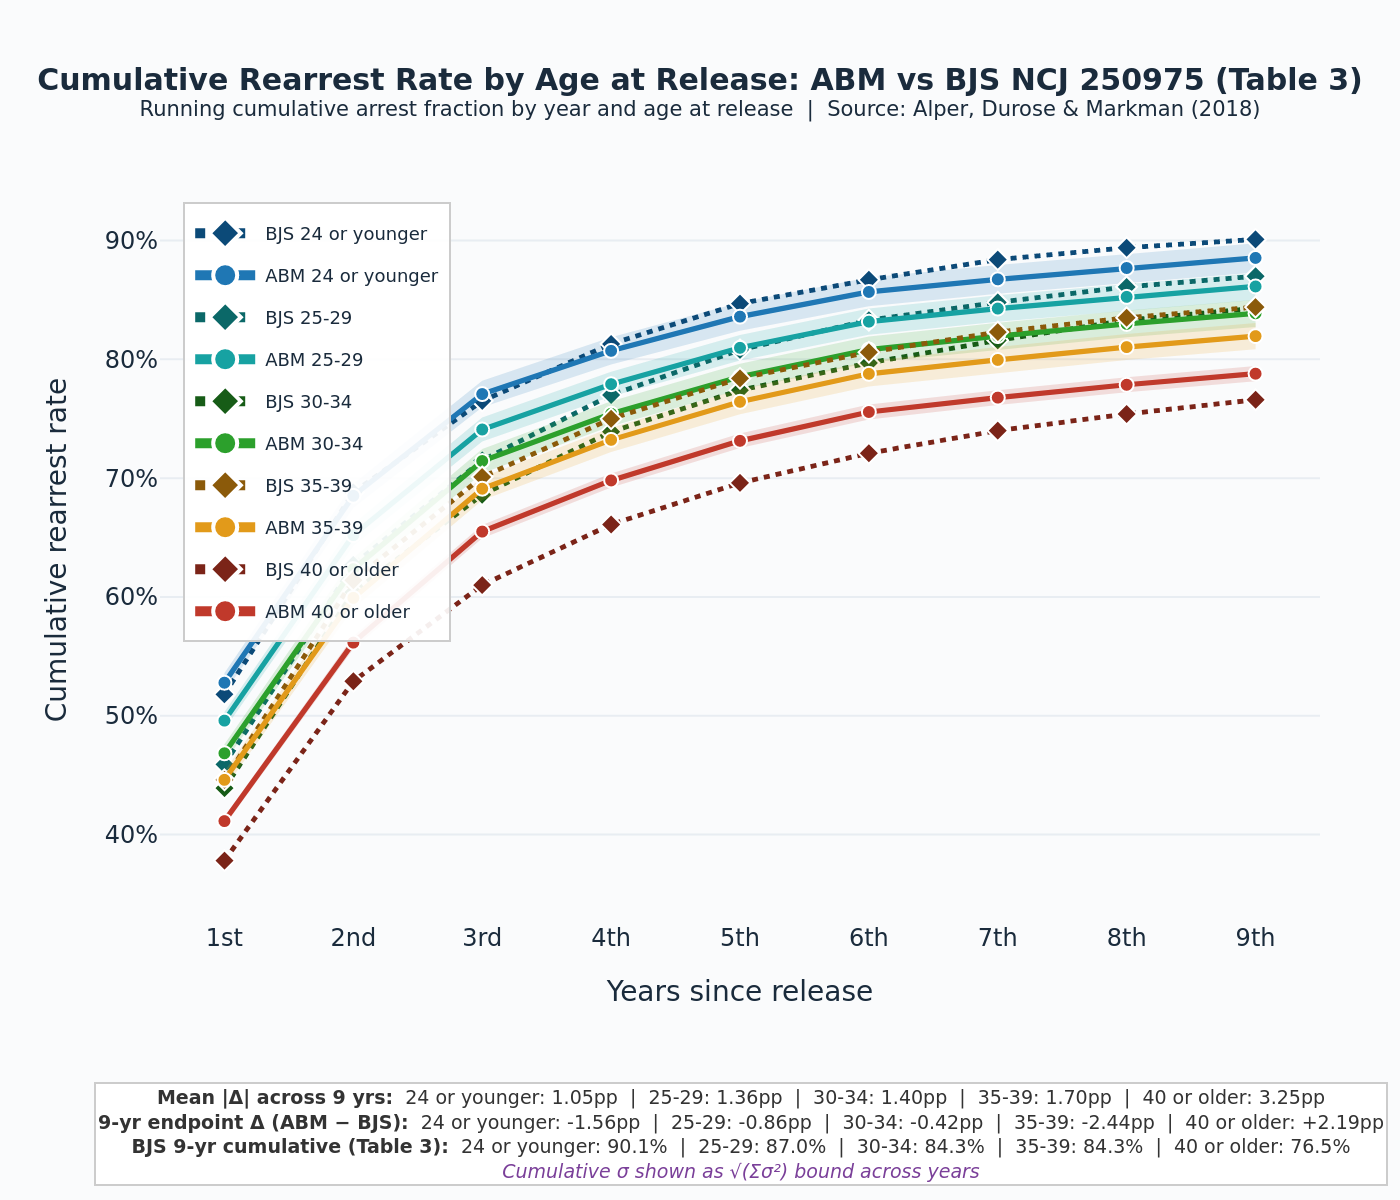 Cumulative Rearrest Rate by Age at Release: ABM vs BJS NCJ 250975 (Table 3)
Running cumulative arrest fraction by year and age at release | Source: Alper, Durose & Markman (2018)
Cumulative rearrest rate
90%
80%
70%
60%
50%
40%
BJS 24 or younger
ABM 24 or younger
BJS 25-29
ABM 25-29
BJS 30-34
ABM 30-34
BJS 35-39
ABM 35-39
BJS 40 or older
ABM 40 or older
1st 2nd 3rd 4th 5th 6th 7th 8th 9th
Years since release
Mean |Δ| across 9 yrs: 24 or younger: 1.05pp | 25-29: 1.36pp | 30-34: 1.40pp | 35-39: 1.70pp | 40 or older: 3.25pp
9-yr endpoint Δ (ABM − BJS): 24 or younger: -1.56pp | 25-29: -0.86pp | 30-34: -0.42pp | 35-39: -2.44pp | 40 or older: +2.19pp
BJS 9-yr cumulative (Table 3): 24 or younger: 90.1% | 25-29: 87.0% | 30-34: 84.3% | 35-39: 84.3% | 40 or older: 76.5%
Cumulative σ shown as √(Σσ²) bound across years